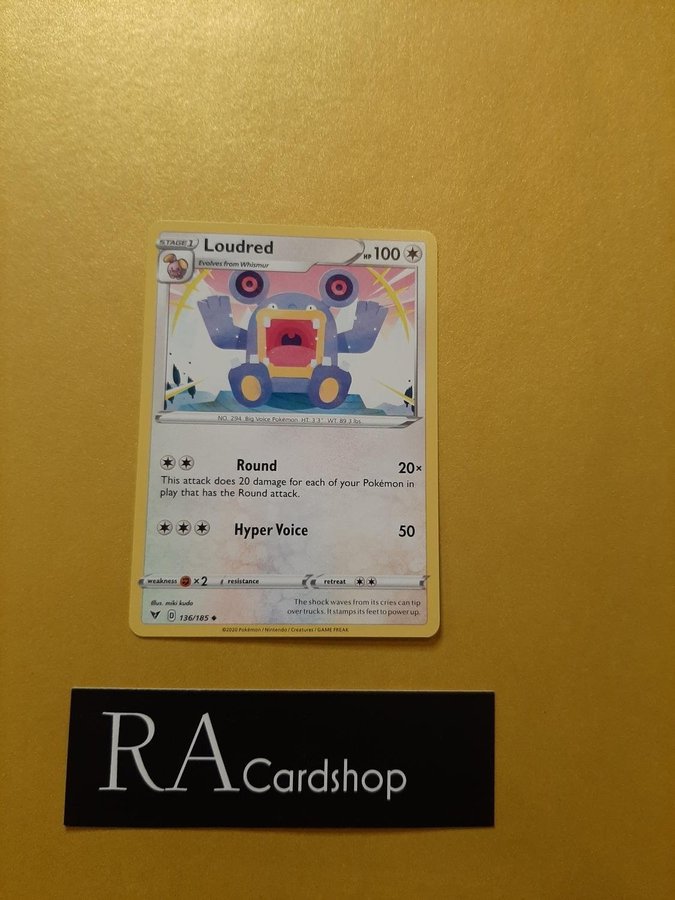 STAGE 1 Loudred HP 100
Evolves from Whismur
NO. 294 Big Voice Pokémon HT: 3'3" WT: 89.3 lbs.
Round 20×
This attack does 20 damage for each of your Pokémon in
play that has the Round attack.
Hyper Voice 50
weakness ×2 resistance retreat
Illus. miki kudo
The shock waves from its cries can tip
over trucks. It stamps its feet to power up.
D 136/185
©2020 Pokémon / Nintendo / Creatures / GAME FREAK
RA Cardshop